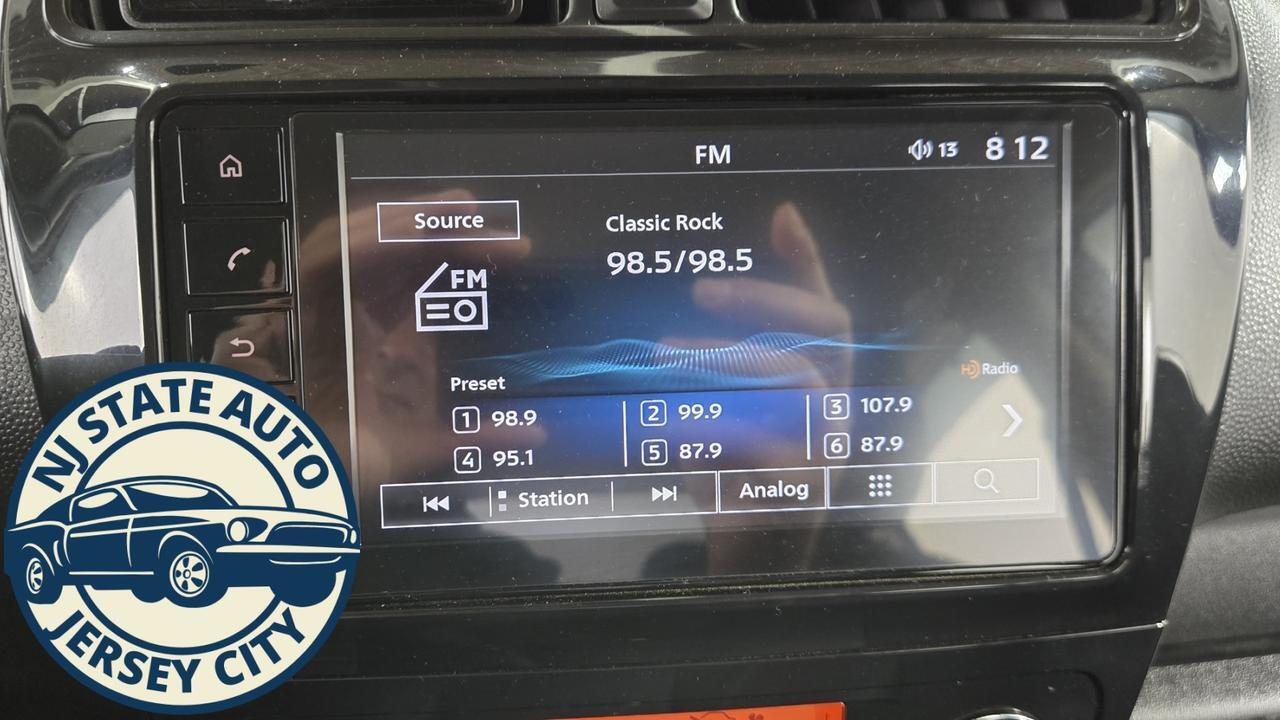 FM
13
8 12
Source
Classic Rock
98.5/98.5
FM
HD Radio
Preset
1 98.9
2 99.9
3 107.9
4 95.1
5 87.9
6 87.9
Station
Analog
NJ STATE AUTO
JERSEY CITY